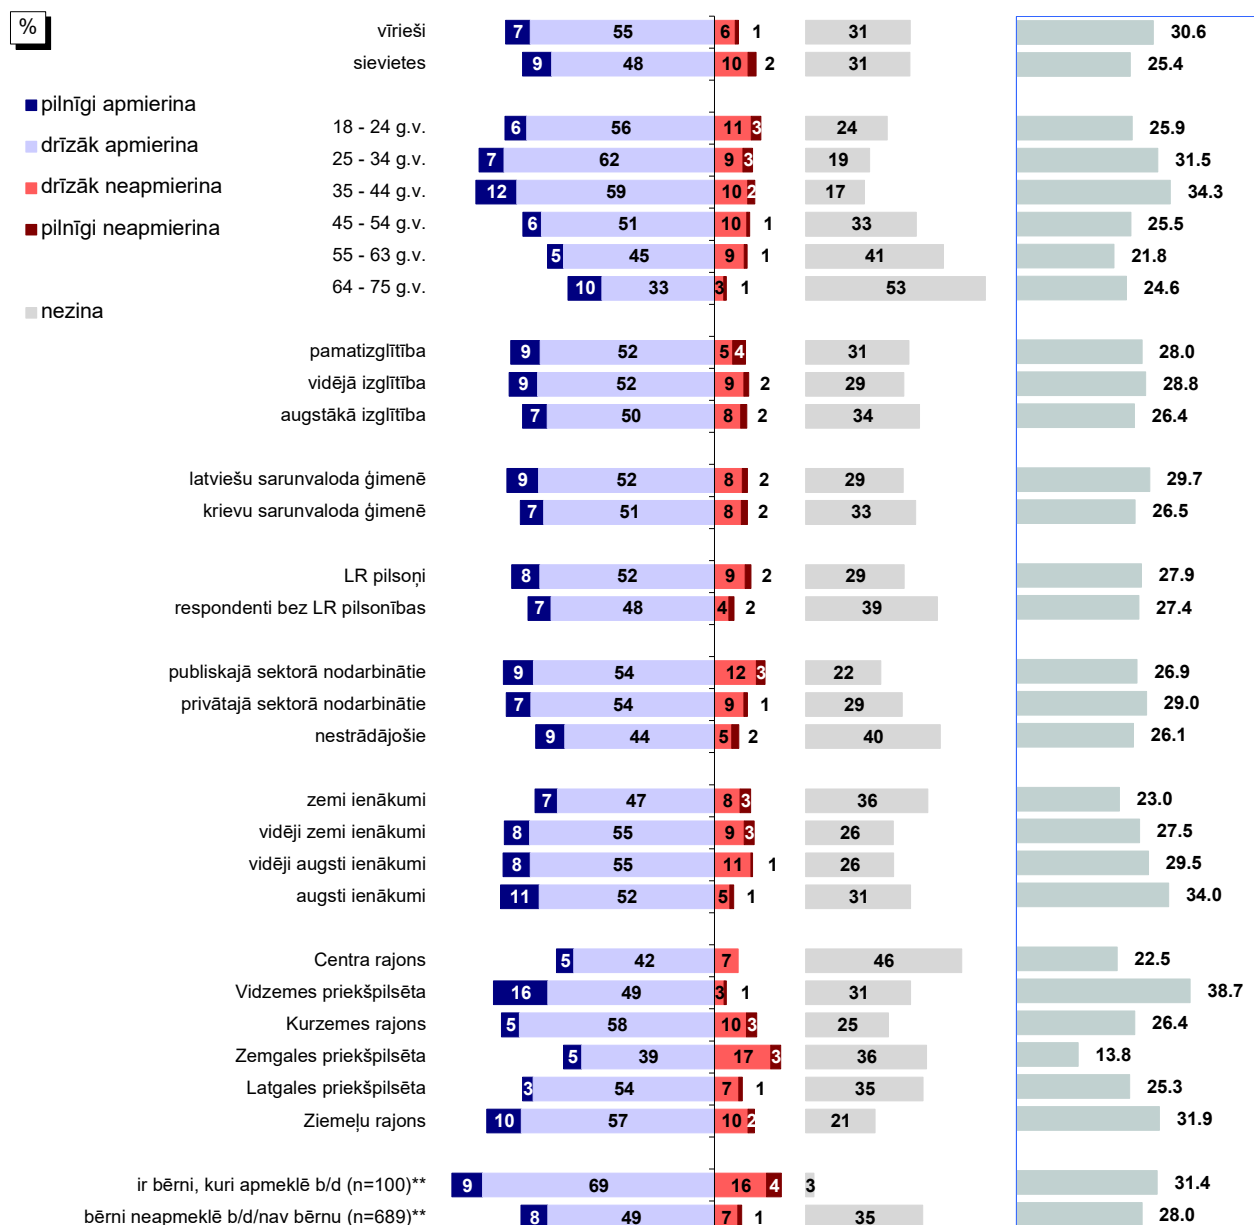 %
pilnīgi apmierina
drīzāk apmierina
drīzāk neapmierina
pilnīgi neapmierina
nezina
vīrieši 7 55 6 1 31 30.6
sievietes 9 48 10 2 31 25.4
18 - 24 g.v. 6 56 11 3 24 25.9
25 - 34 g.v. 7 62 9 3 19 31.5
35 - 44 g.v. 12 59 10 2 17 34.3
45 - 54 g.v. 6 51 10 1 33 25.5
55 - 63 g.v. 5 45 9 1 41 21.8
64 - 75 g.v. 10 33 3 1 53 24.6
pamatizglītība 9 52 5 4 31 28.0
vidējā izglītība 9 52 9 2 29 28.8
augstākā izglītība 7 50 8 2 34 26.4
latviešu sarunvaloda ģimenē 9 52 8 2 29 29.7
krievu sarunvaloda ģimenē 7 51 8 2 33 26.5
LR pilsoņi 8 52 9 2 29 27.9
respondenti bez LR pilsonības 7 48 4 2 39 27.4
publiskajā sektorā nodarbinātie 9 54 12 3 22 26.9
privātajā sektorā nodarbinātie 7 54 9 1 29 29.0
nestrādājošie 9 44 5 2 40 26.1
zemi ienākumi 7 47 8 3 36 23.0
vidēji zemi ienākumi 8 55 9 3 26 27.5
vidēji augsti ienākumi 8 55 11 1 26 29.5
augsti ienākumi 11 52 5 1 31 34.0
Centra rajons 5 42 7 46 22.5
Vidzemes priekšpilsēta 16 49 3 1 31 38.7
Kurzemes rajons 5 58 10 3 25 26.4
Zemgales priekšpilsēta 5 39 17 3 36 13.8
Latgales priekšpilsēta 3 54 7 1 35 25.3
Ziemeļu rajons 10 57 10 2 21 31.9
ir bērni, kuri apmeklē b/d (n=100)** 9 69 16 4 3 31.4
bērni neapmeklē b/d/nav bērnu (n=689)** 8 49 7 1 35 28.0